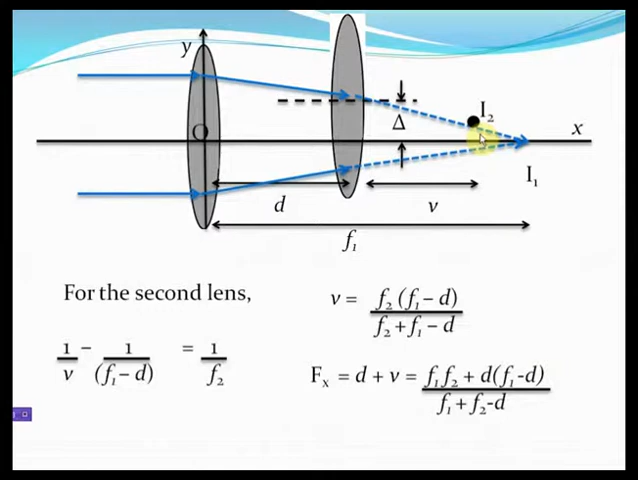 y
I₂
O
Δ
x
I₁
d
v
f₁
For the second lens,
v = f₂ (f₁ – d)
f₂ + f₁ – d
1 – 1 = 1
v (f₁ – d) f₂
Fₓ = d + v = f₁ f₂ + d(f₁-d)
f₁ + f₂-d